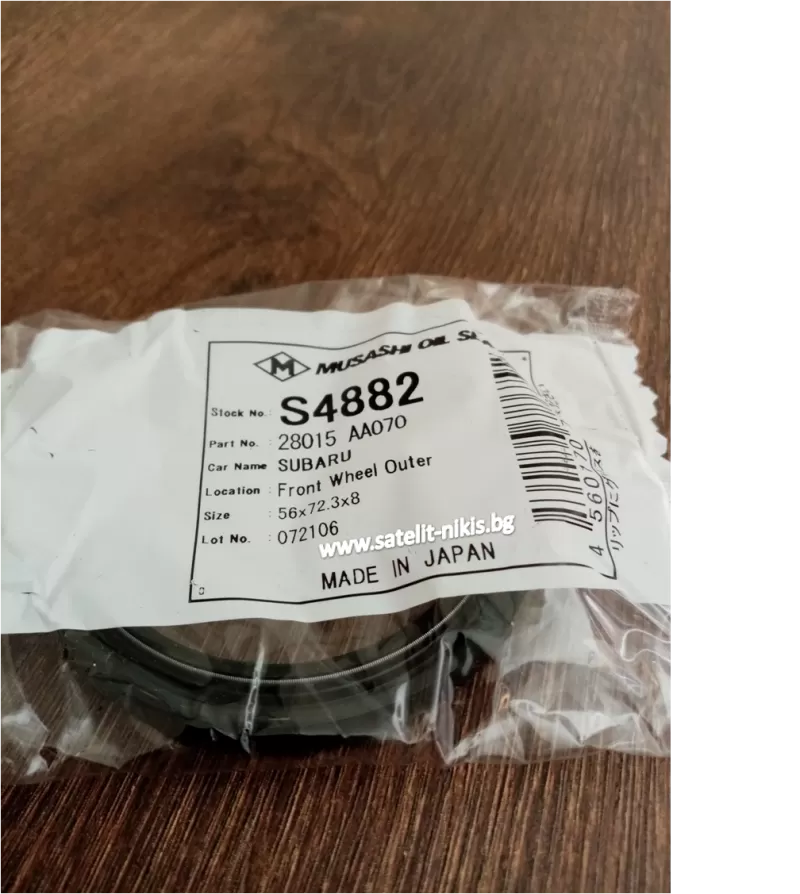 M MUSASHI OIL
Stock No. : S4882
Part No. : 28015 AA070
Car Name : SUBARU
Location : Front Wheel Outer
Size : 56x72.3x8
Lot No. : 072106
www.satelit-nikis.bg
MADE IN JAPAN
4 560170